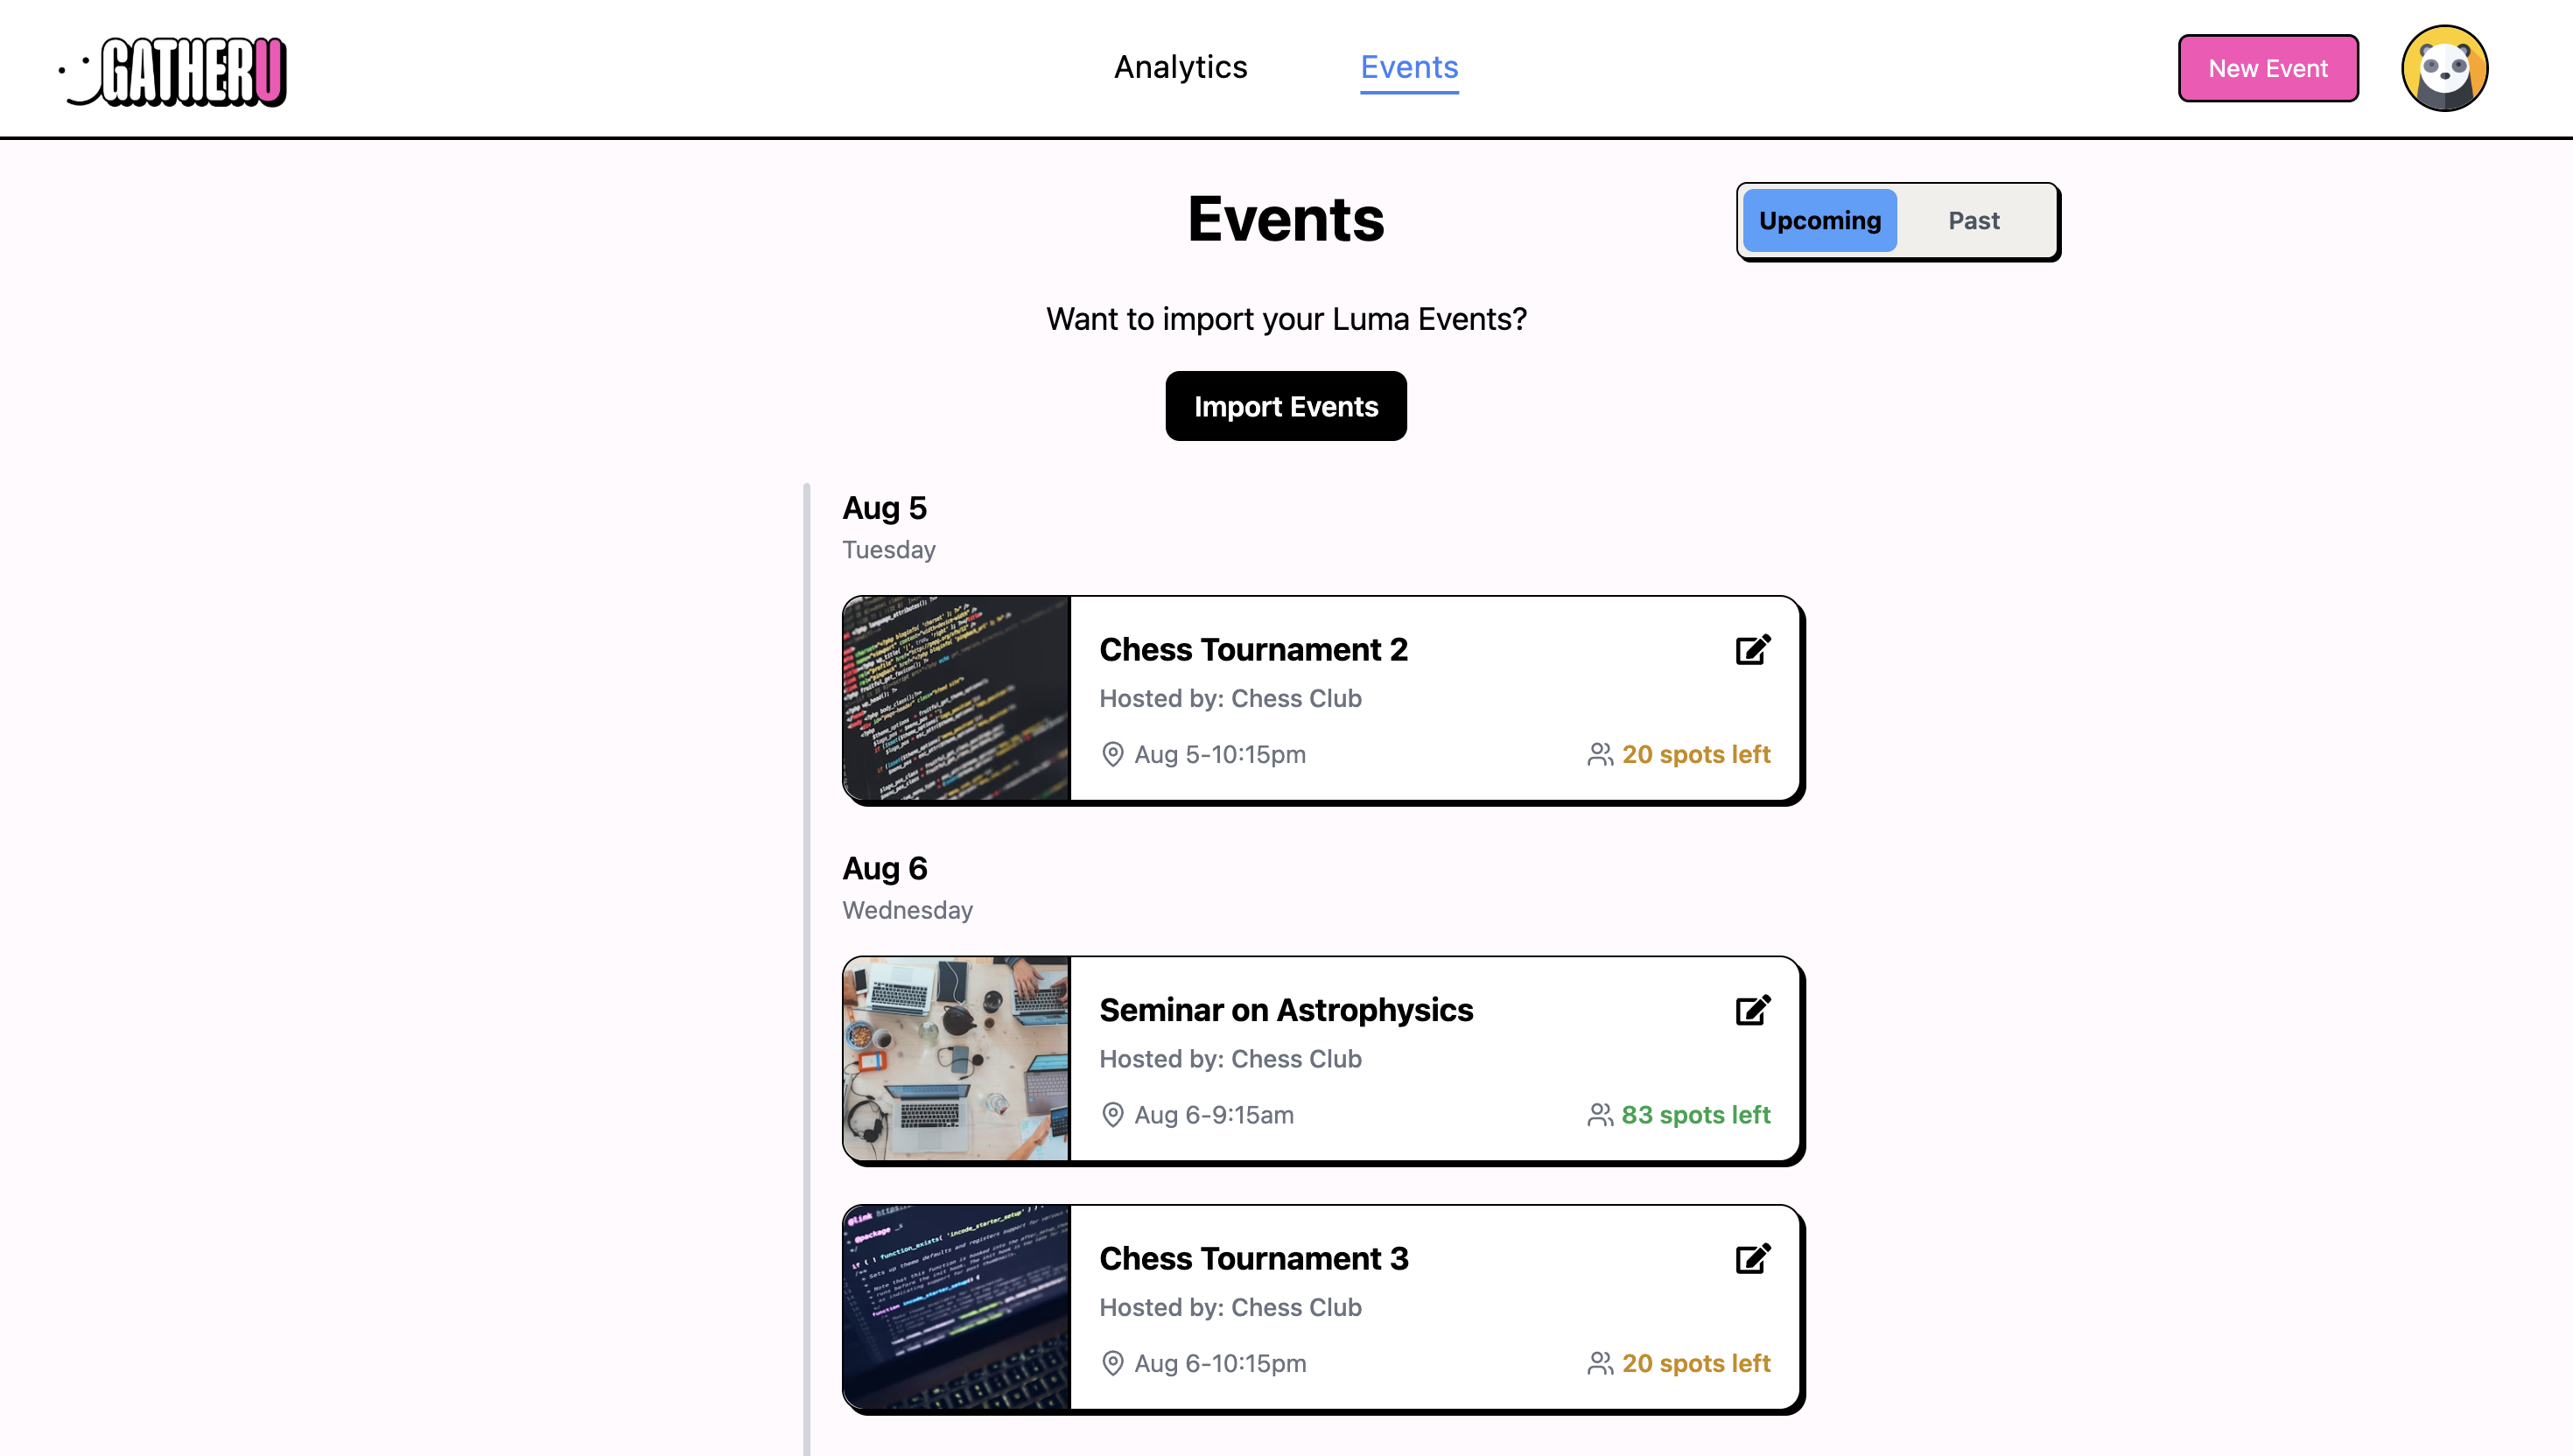 GATHERU
Analytics
Events
New Event
Events
Upcoming
Past
Want to import your Luma Events?
Import Events
Aug 5
Tuesday
Chess Tournament 2
Hosted by: Chess Club
Aug 5-10:15pm
20 spots left
Aug 6
Wednesday
Seminar on Astrophysics
Hosted by: Chess Club
Aug 6-9:15am
83 spots left
Chess Tournament 3
Hosted by: Chess Club
Aug 6-10:15pm
20 spots left